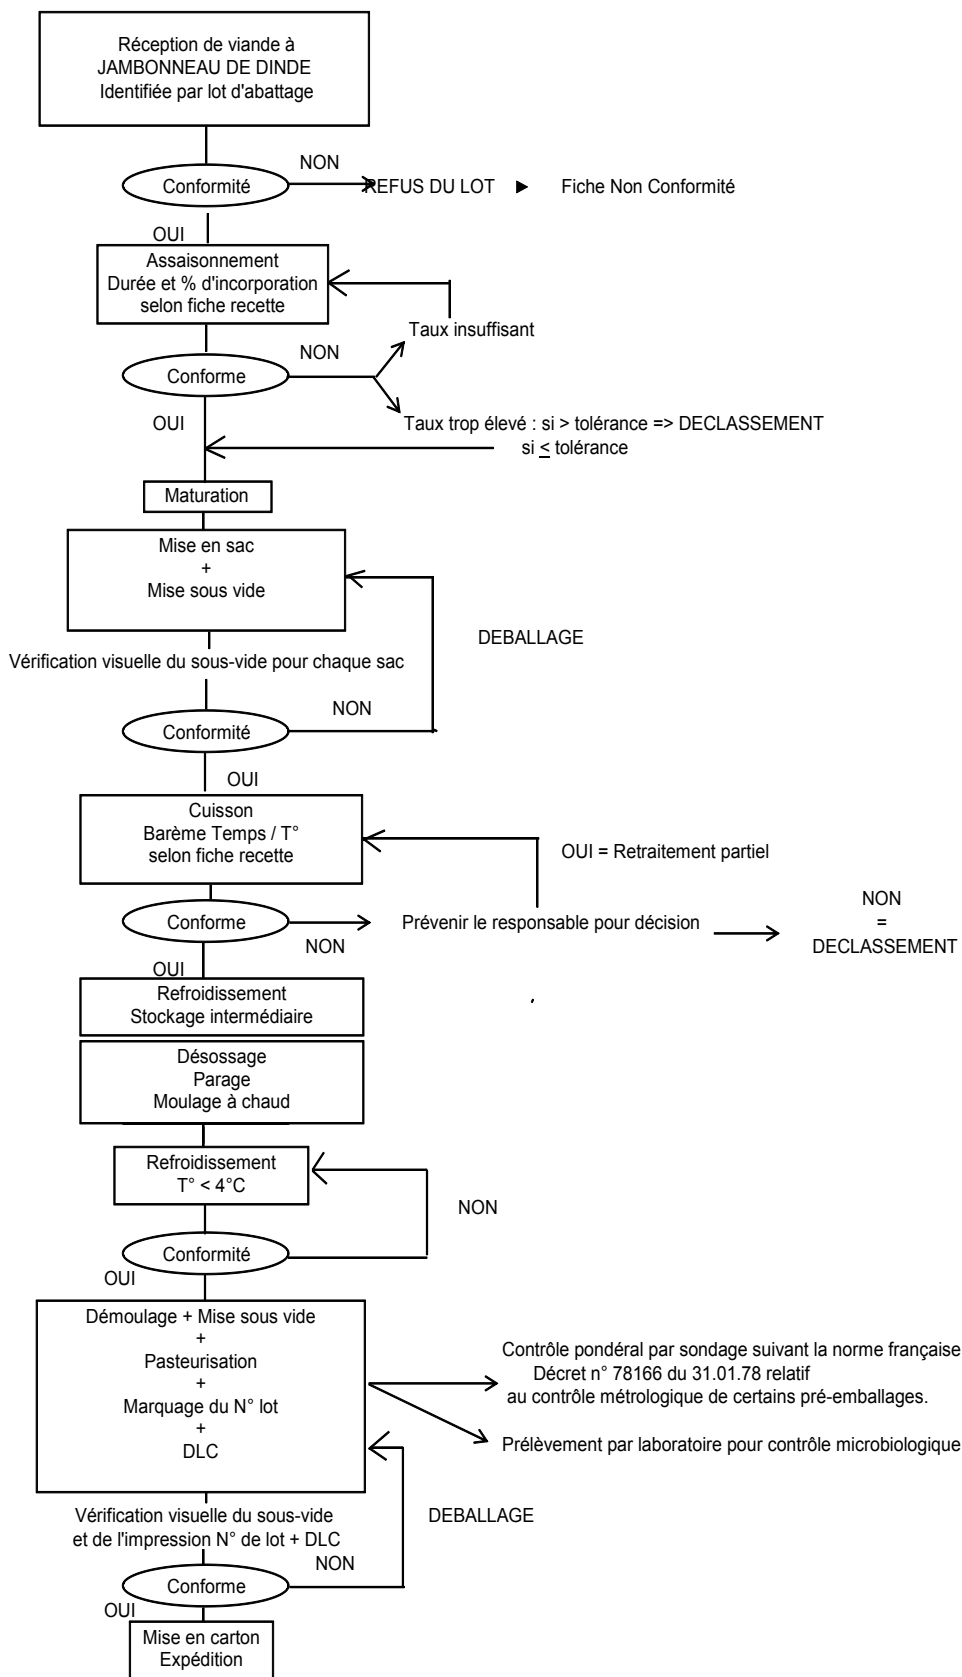 Réception de viande à
JAMBONNEAU DE DINDE
Identifiée par lot d'abattage
NON
Conformité
REFUS DU LOT ► Fiche Non Conformité
OUI
Assaisonnement
Durée et % d'incorporation
selon fiche recette
Taux insuffisant
NON
Conforme
OUI
Taux trop élevé : si > tolérance => DECLASSEMENT
si ≤ tolérance
Maturation
Mise en sac
+
Mise sous vide
DEBALLAGE
Vérification visuelle du sous-vide pour chaque sac
NON
Conformité
OUI
Cuisson
Barème Temps / T°
selon fiche recette
OUI = Retraitement partiel
Conforme
NON
Prévenir le responsable pour décision
NON
=
DECLASSEMENT
OUI
Refroidissement
Stockage intermédiaire
Désossage
Parage
Moulage à chaud
Refroidissement
T° < 4°C
NON
Conformité
OUI
Démoulage + Mise sous vide
+
Pasteurisation
+
Marquage du N° lot
+
DLC
Contrôle pondéral par sondage suivant la norme française
Décret n° 78166 du 31.01.78 relatif
au contrôle métrologique de certains pré-emballages.
Prélèvement par laboratoire pour contrôle microbiologique
DEBALLAGE
Vérification visuelle du sous-vide
et de l'impression N° de lot + DLC
NON
Conforme
OUI
Mise en carton
Expédition